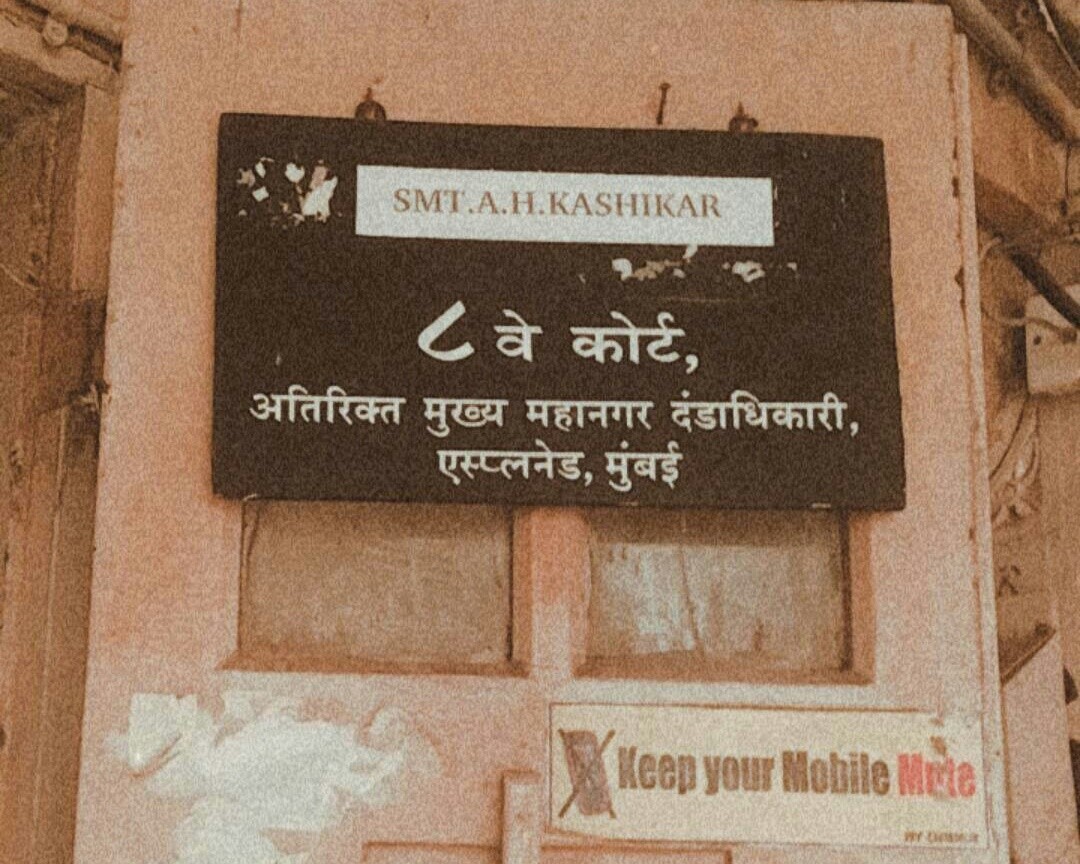 SMT.A.H.KASHIKAR
८ वे कोर्ट,
अतिरिक्त मुख्य महानगर दंडाधिकारी,
एस्प्लनेड, मुंबई
Keep your Mobile Mute